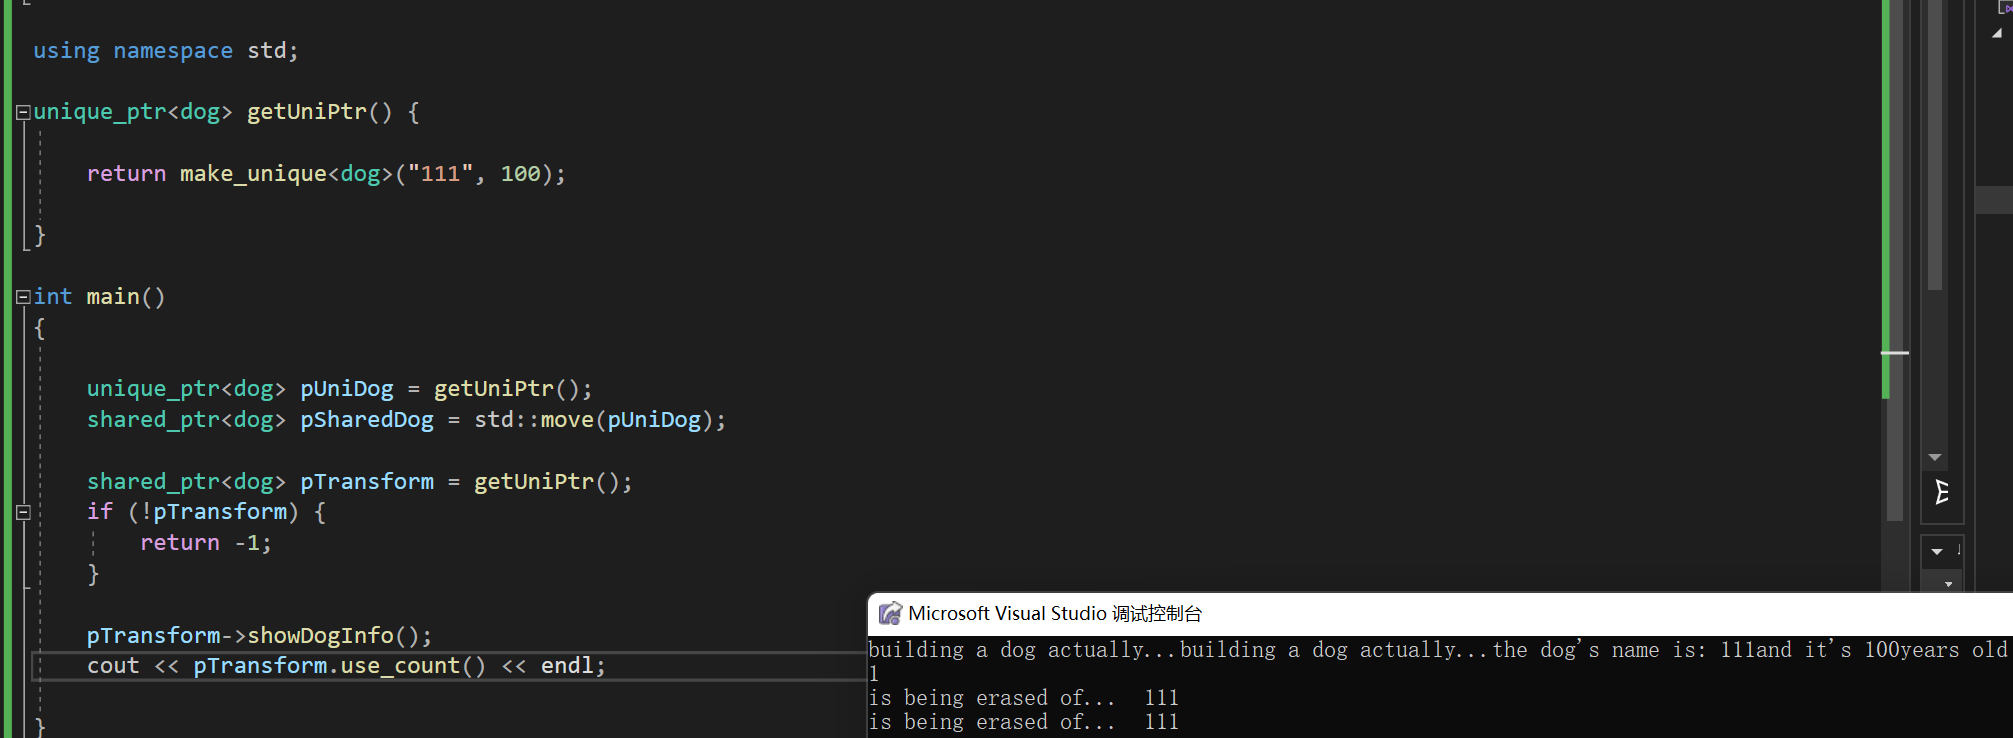 using namespace std;
unique_ptr<dog> getUniPtr() {
return make_unique<dog>("111", 100);
}
int main()
{
unique_ptr<dog> pUniDog = getUniPtr();
shared_ptr<dog> pSharedDog = std::move(pUniDog);
shared_ptr<dog> pTransform = getUniPtr();
if (!pTransform) {
return -1;
}
pTransform->showDogInfo();
cout << pTransform.use_count() << endl;
}
Microsoft Visual Studio 调试控制台
building a dog actually...building a dog actually...the dog's name is: 111and it's 100years old
1
is being erased of...  111
is being erased of...  111